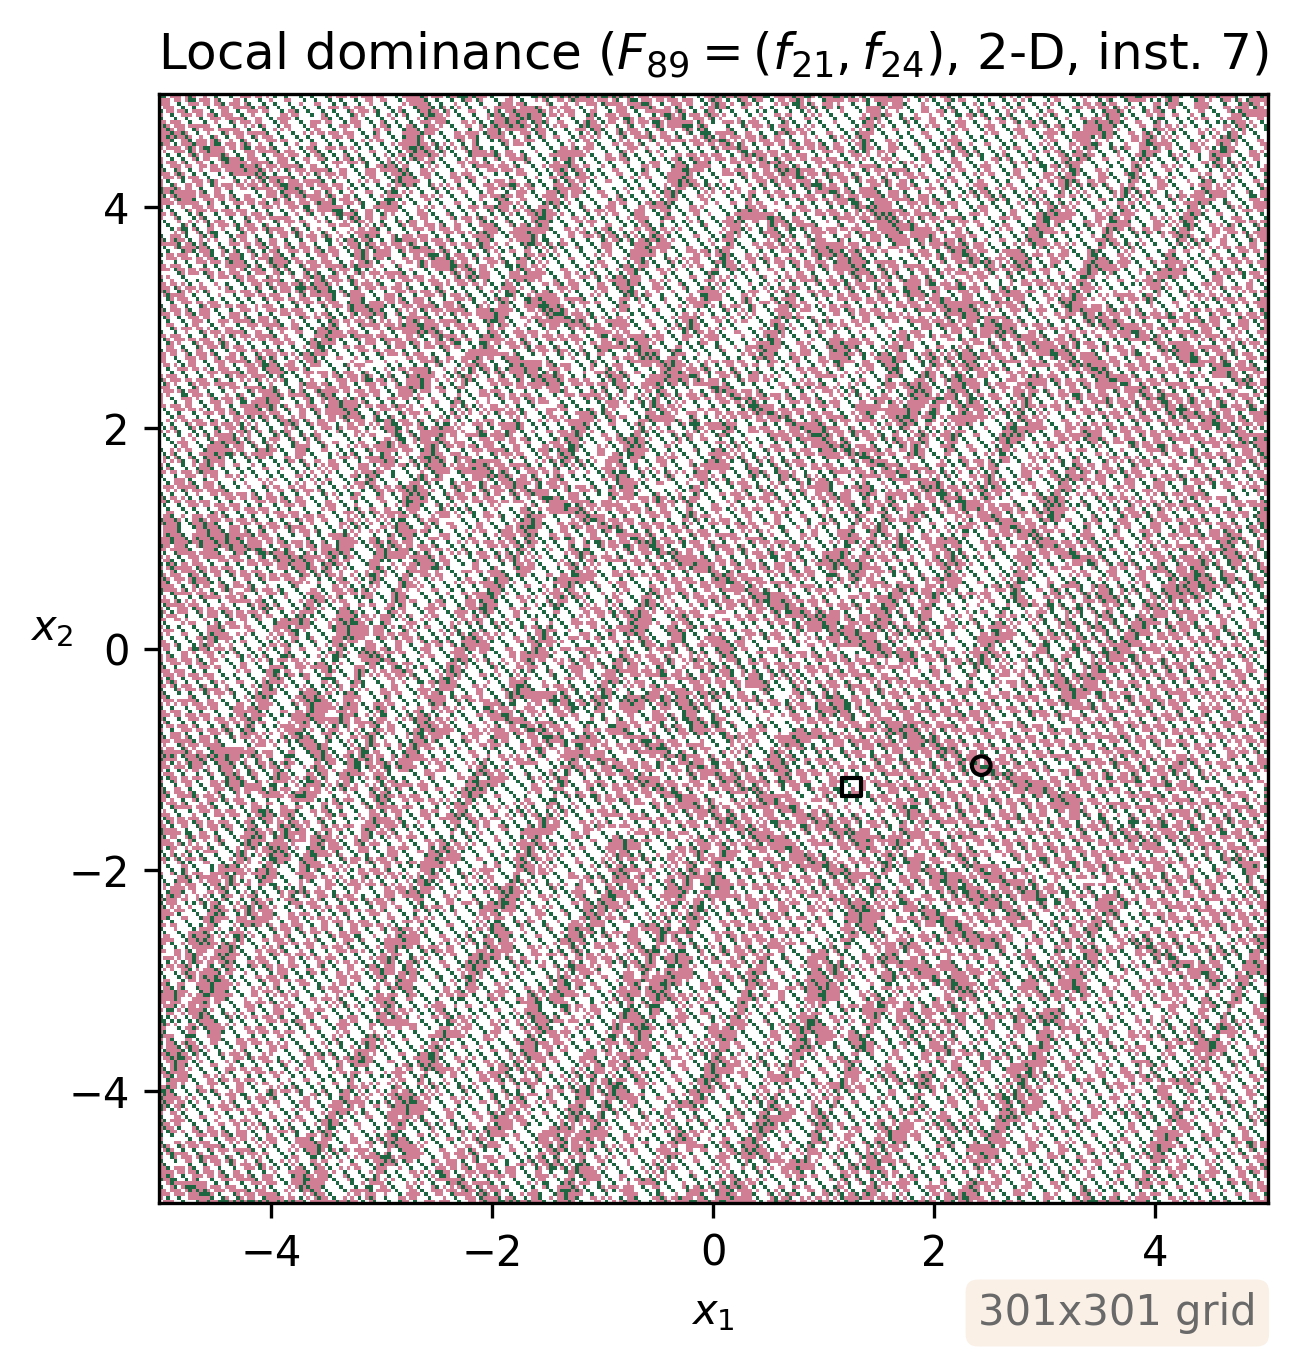 Local dominance (F₈₉ = (f₂₁, f₂₄), 2-D, inst. 7)
4
2
x₂
0
−2
−4
−4
−2
0
2
4
x₁
301x301 grid